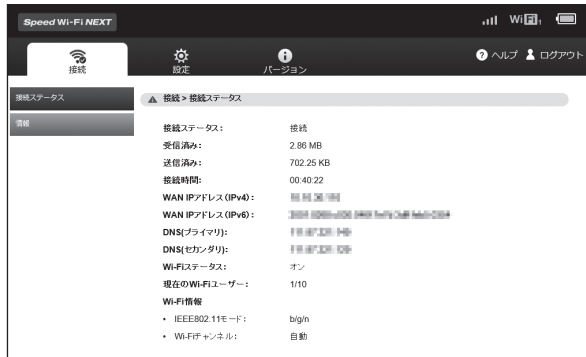 Speed Wi-Fi NEXT
WiFi1
接続
設定
バージョン
ヘルプ
ログアウト
接続ステータス
情報
接続 > 接続ステータス
接続ステータス: 接続
受信済み: 2.86 MB
送信済み: 702.25 KB
接続時間: 00:40:22
WAN IPアドレス(IPv4):
WAN IPアドレス(IPv6):
DNS(プライマリ):
DNS(セカンダリ):
Wi-Fiステータス: オン
現在のWi-Fiユーザー: 1/10
Wi-Fi情報
• IEEE802.11モード: b/g/n
• Wi-Fiチャンネル: 自動